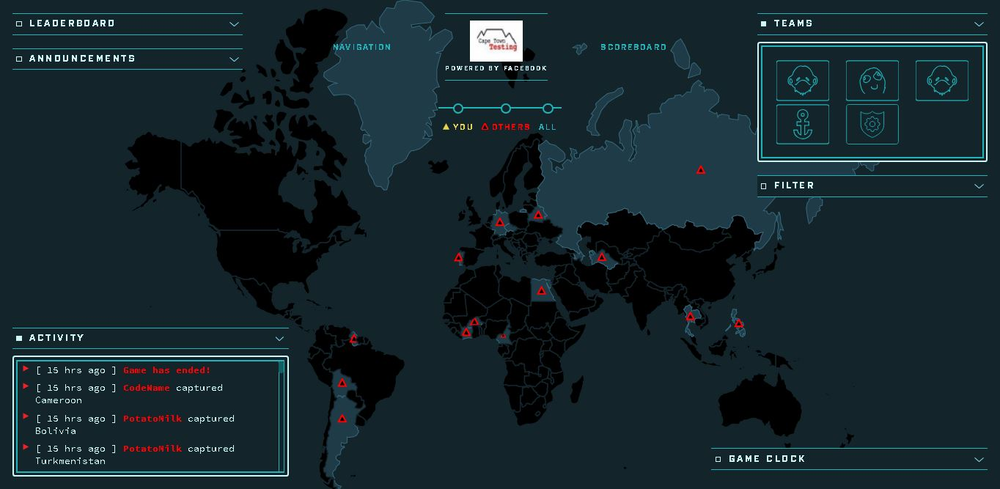 LEADERBOARD
ANNOUNCEMENTS
NAVIGATION
Cape Town
Testing
POWERED BY FACEBOOK
SCOREBOARD
YOU OTHERS ALL
TEAMS
FILTER
ACTIVITY
[ 15 hrs ago ] Game has ended!
[ 15 hrs ago ] CodeName captured
Cameroon
[ 15 hrs ago ] PotatoMilk captured
Bolivia
[ 15 hrs ago ] PotatoMilk captured
Turkmenistan
GAME CLOCK